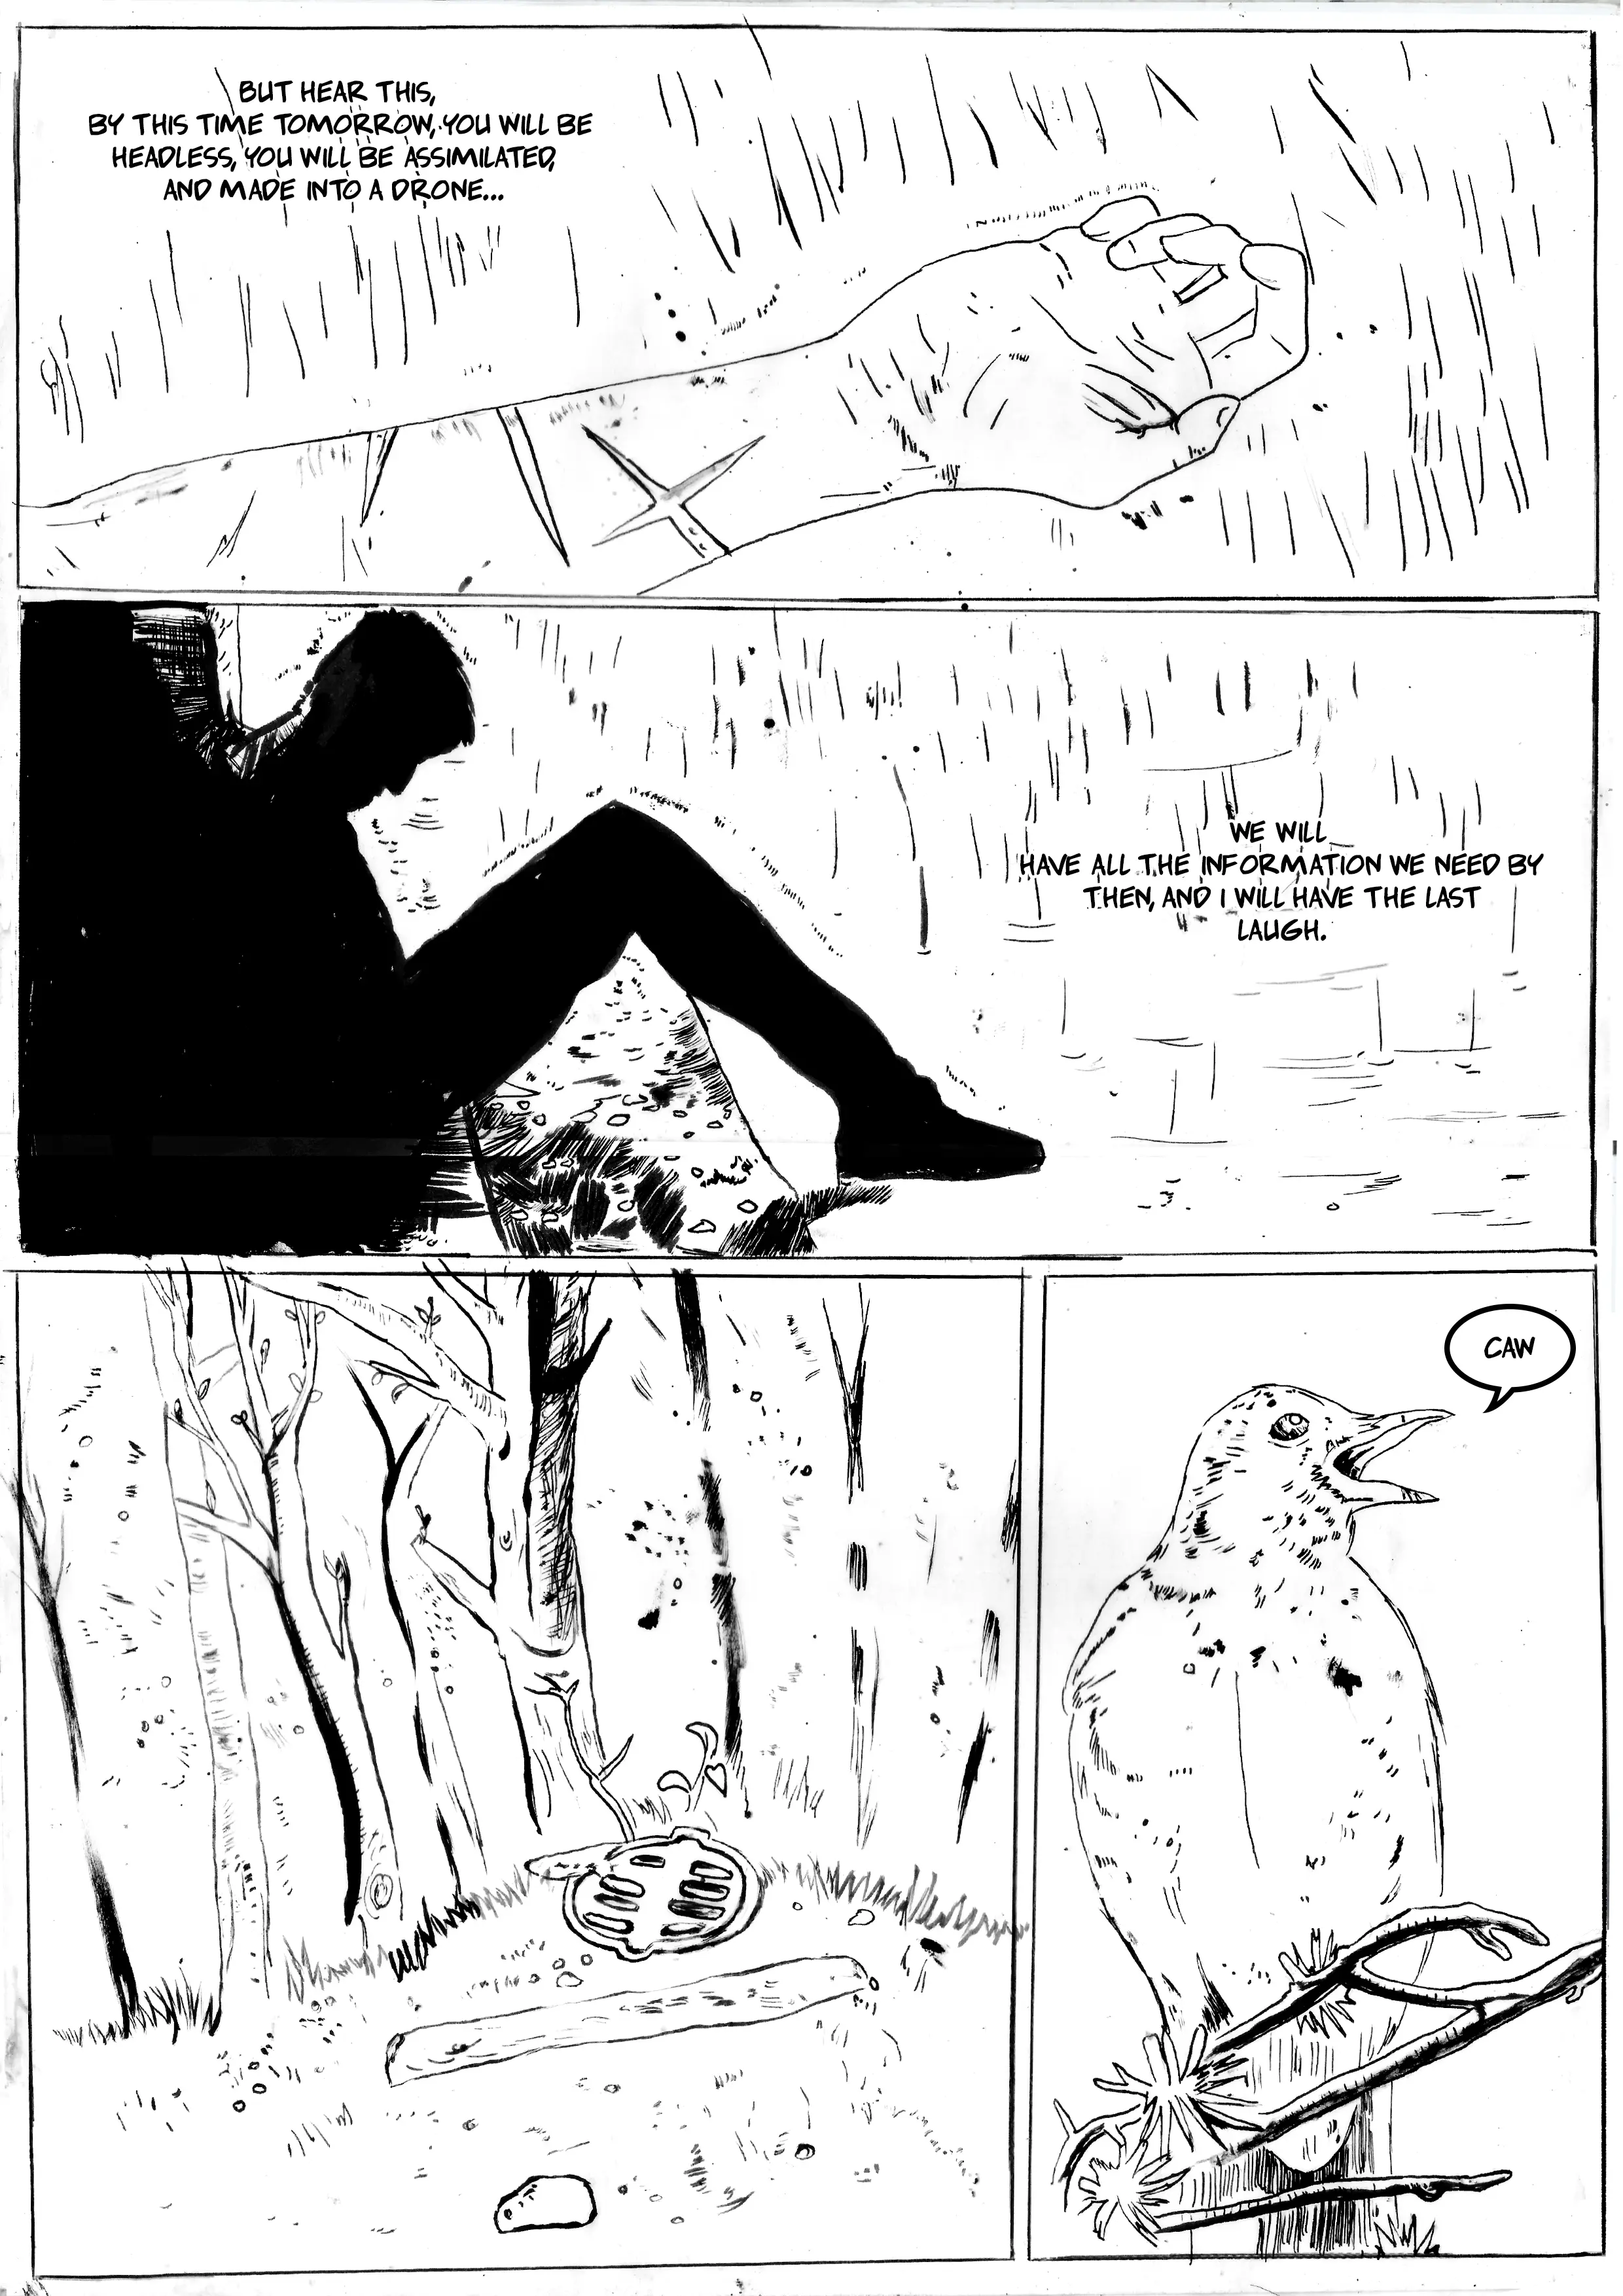 BUT HEAR THIS,
BY THIS TIME TOMORROW, YOU WILL BE
HEADLESS, YOU WILL BE ASSIMILATED,
AND MADE INTO A DRONE...
WE WILL
HAVE ALL THE INFORMATION WE NEED BY
THEN, AND I WILL HAVE THE LAST
LAUGH.
CAW